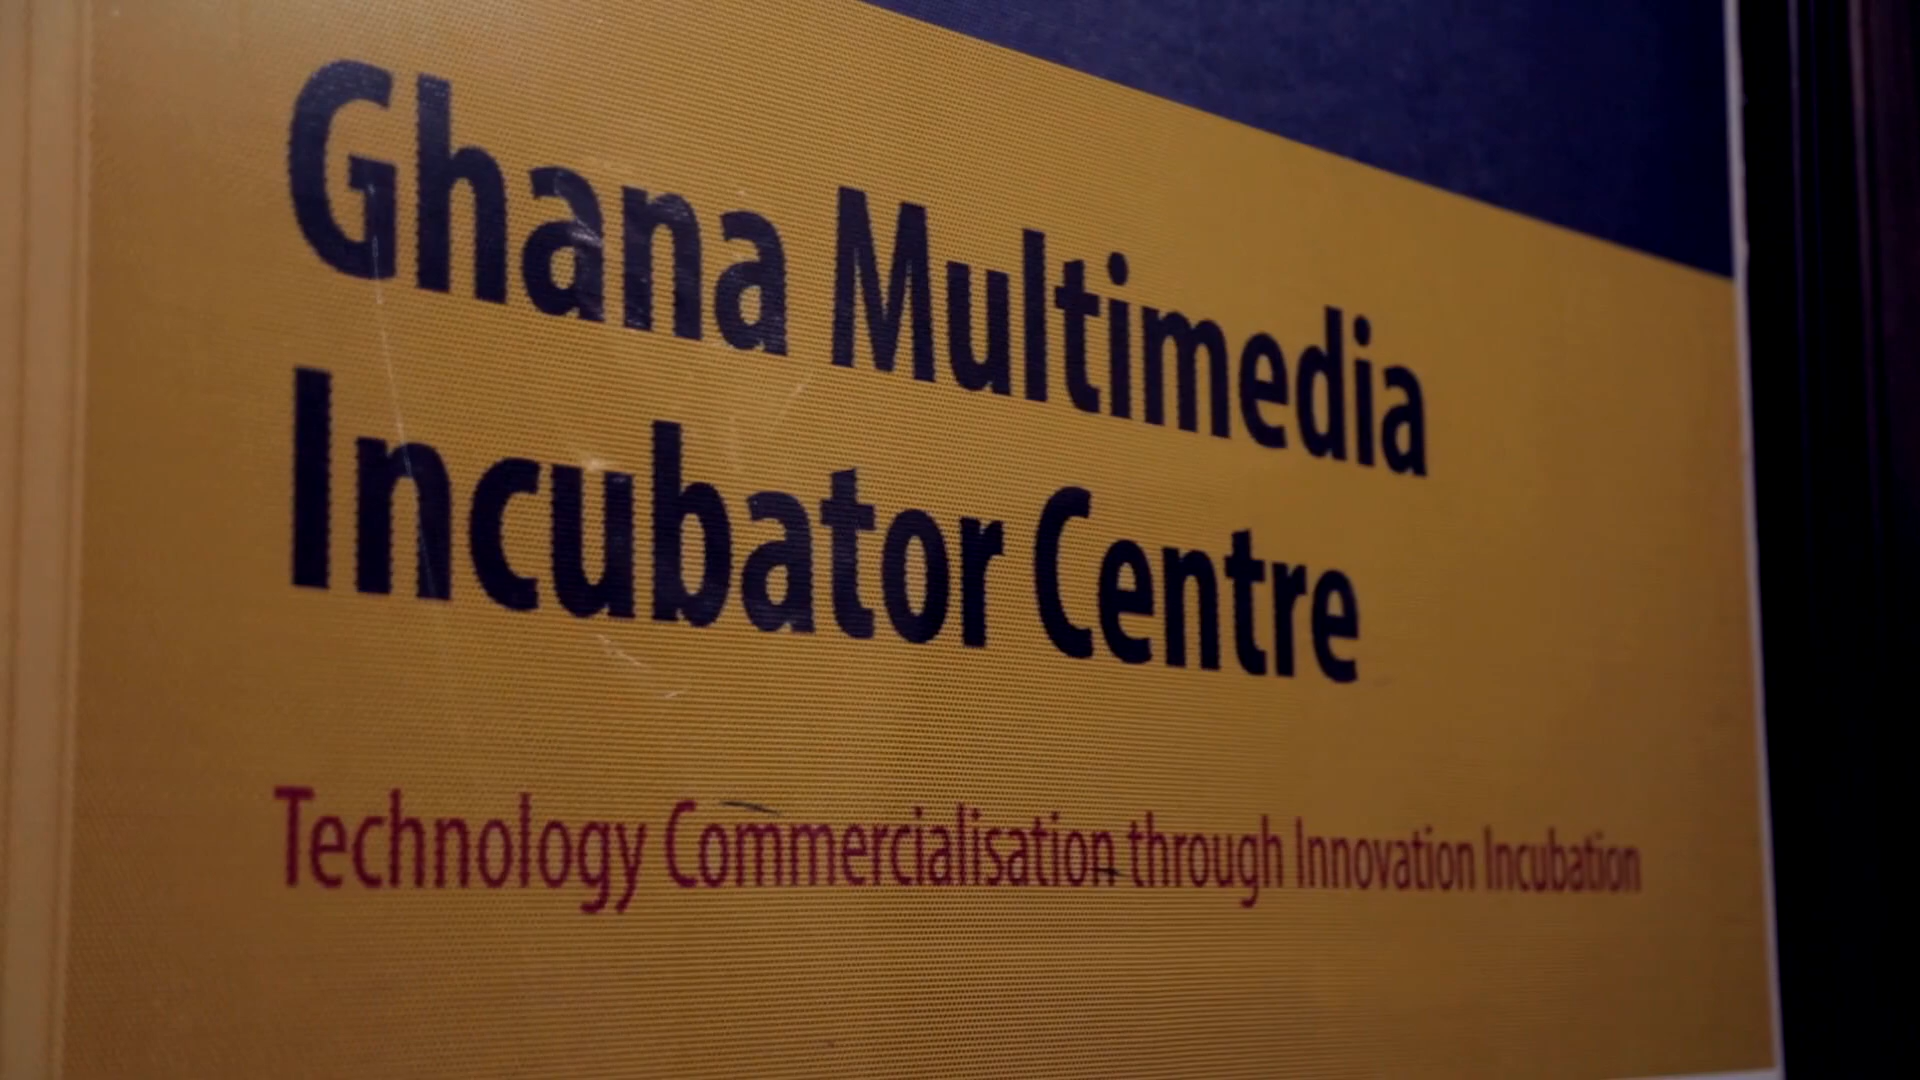 Ghana Multimedia
Incubator Centre
Technology Commercialisation through Innovation Incubation